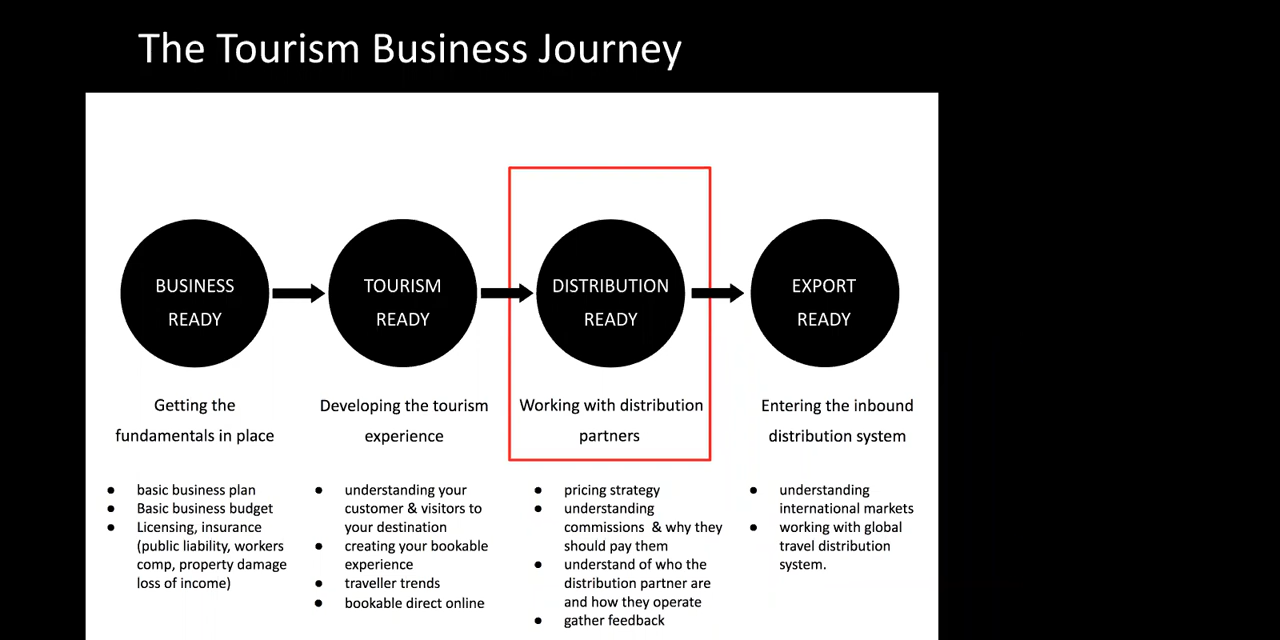 The Tourism Business Journey
BUSINESS
READY
TOURISM
READY
DISTRIBUTION
READY
EXPORT
READY
Getting the
fundamentals in place
Developing the tourism
experience
Working with distribution
partners
Entering the inbound
distribution system
● basic business plan
● Basic business budget
● Licensing, insurance
(public liability, workers
comp, property damage
loss of income)
● understanding your
customer & visitors to
your destination
● creating your bookable
experience
● traveller trends
● bookable direct online
● pricing strategy
● understanding
commissions & why they
should pay them
● understand of who the
distribution partner are
and how they operate
● gather feedback
● understanding
international markets
● working with global
travel distribution
system.